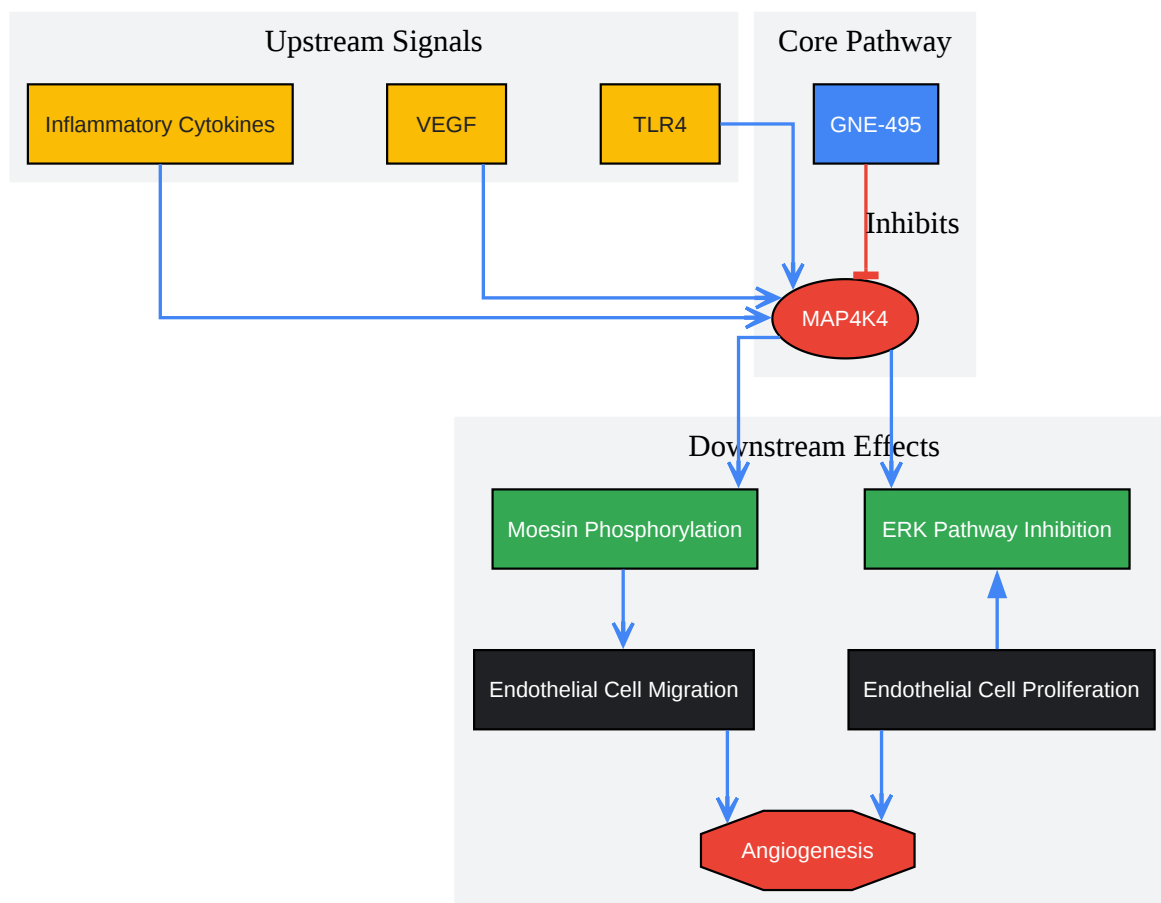 Upstream Signals
Core Pathway
Inflammatory Cytokines
VEGF
TLR4
GNE-495
Inhibits
MAP4K4
Downstream Effects
Moesin Phosphorylation
ERK Pathway Inhibition
Endothelial Cell Migration
Endothelial Cell Proliferation
Angiogenesis